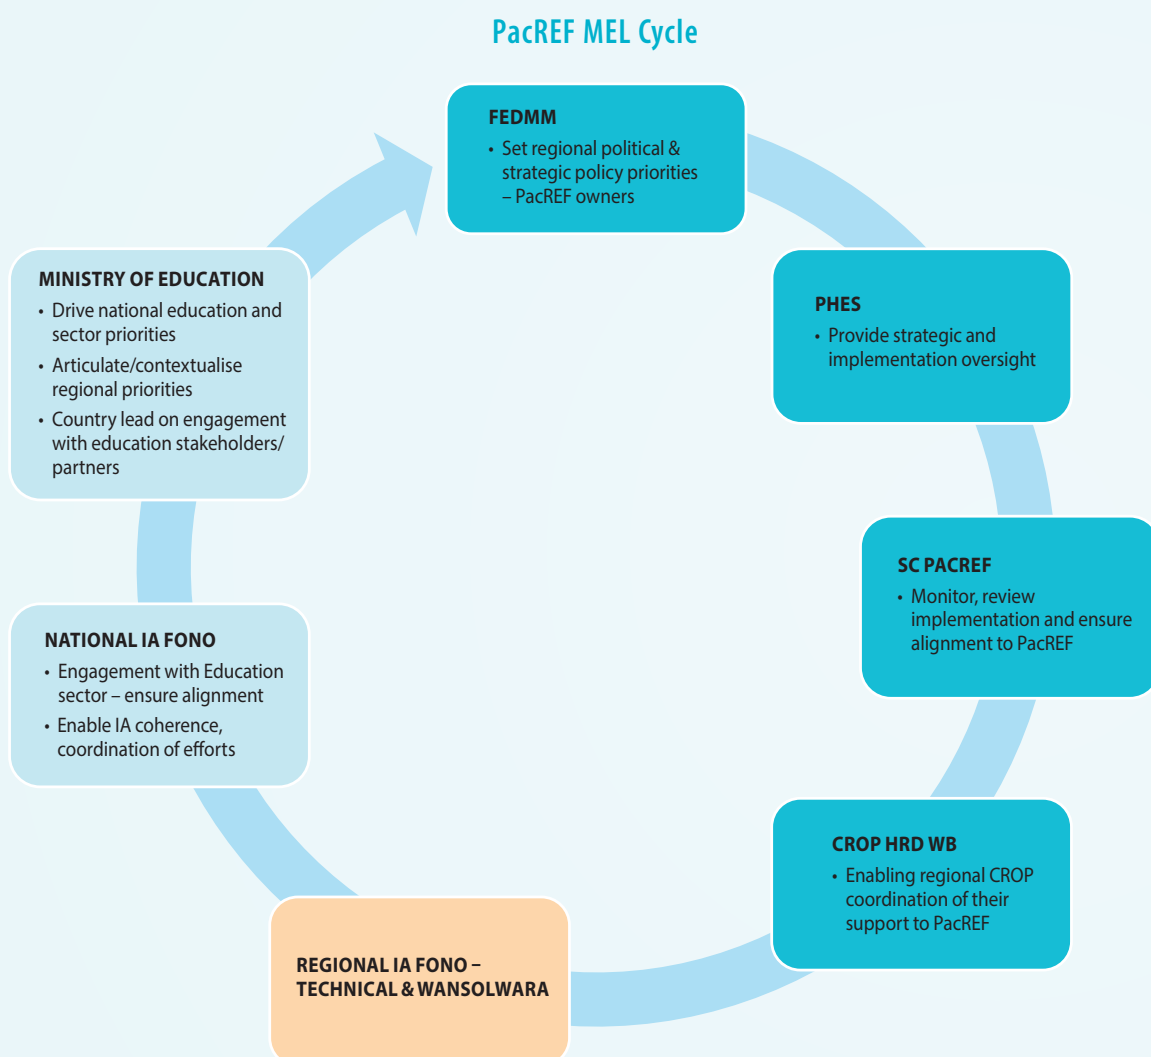 PacREF MEL Cycle
FEDMM
• Set regional political &
strategic policy priorities
– PacREF owners
PHES
• Provide strategic and
implementation oversight
SC PACREF
• Monitor, review
implementation and ensure
alignment to PacREF
CROP HRD WB
• Enabling regional CROP
coordination of their
support to PacREF
REGIONAL IA FONO –
TECHNICAL & WANSOLWARA
NATIONAL IA FONO
• Engagement with Education
sector – ensure alignment
• Enable IA coherence,
coordination of efforts
MINISTRY OF EDUCATION
• Drive national education and
sector priorities
• Articulate/contextualise
regional priorities
• Country lead on engagement
with education stakeholders/
partners